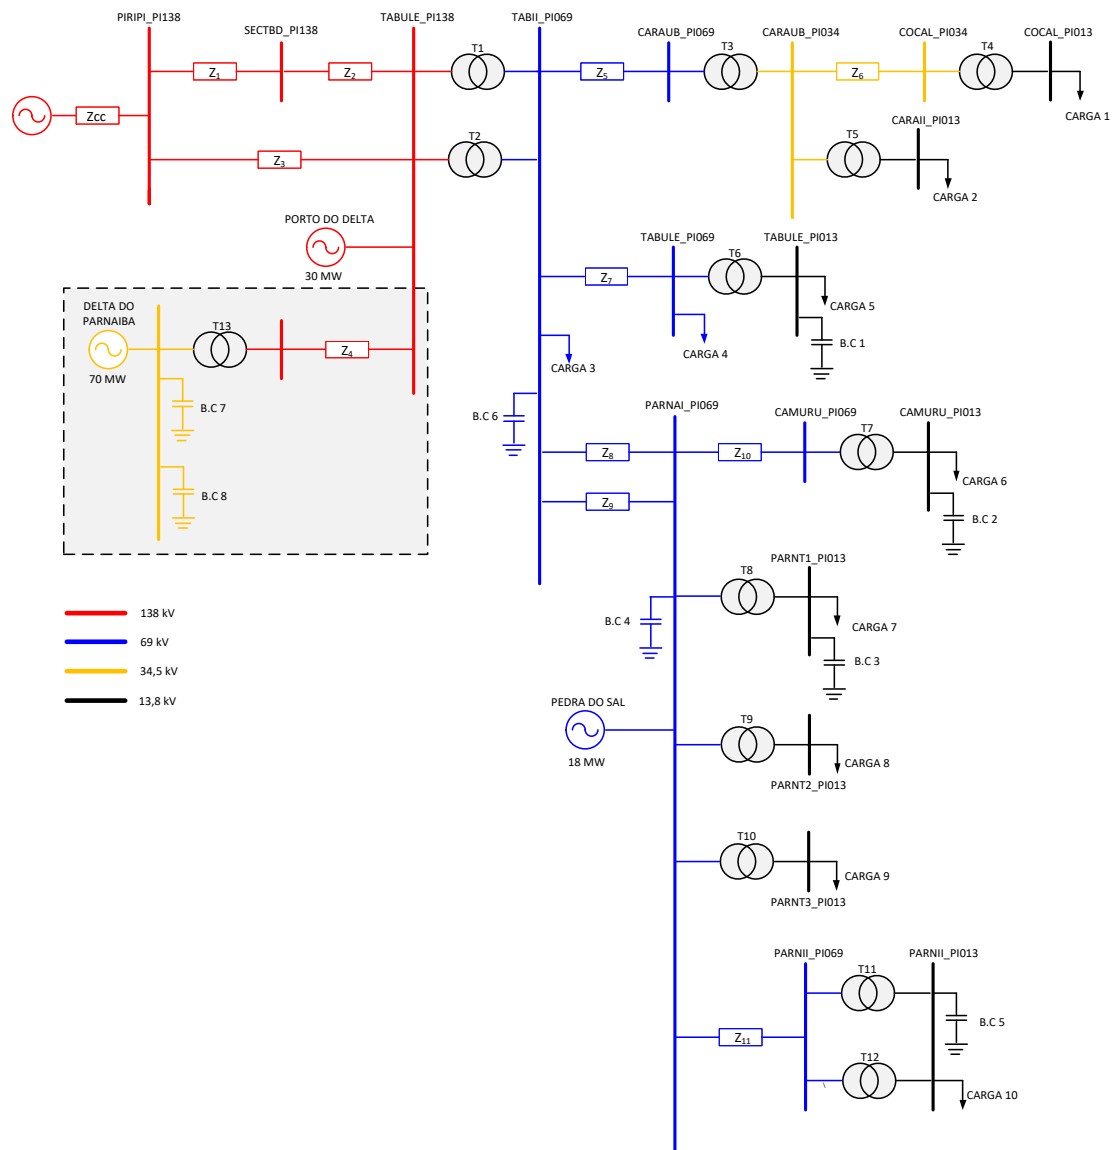 PIRIPI_PI138
SECTBD_PI138
TABULE_PI138
TABII_PI069
CARAUB_PI069
CARAUB_PI034
COCAL_PI034
COCAL_PI013
T1
T3
T4
Z1
Z2
Z5
Z6
Zcc
CARGA 1
CARAII_PI013
T2
T5
Z3
CARGA 2
PORTO DO DELTA
30 MW
TABULE_PI069
TABULE_PI013
T6
Z7
CARGA 5
DELTA DO
PARNAIBA
T13
70 MW
Z4
CARGA 3
CARGA 4
B.C 1
B.C 7
B.C 6
PARNAI_PI069
CAMURU_PI069
CAMURU_PI013
T7
Z8
Z10
CARGA 6
B.C 8
Z9
B.C 2
PARNT1_PI013
T8
138 kV
B.C 4
CARGA 7
69 kV
B.C 3
34,5 kV
13,8 kV
PEDRA DO SAL
18 MW
T9
CARGA 8
PARNT2_PI013
T10
CARGA 9
PARNT3_PI013
PARNII_PI069
PARNII_PI013
T11
B.C 5
Z11
T12
\
CARGA 10